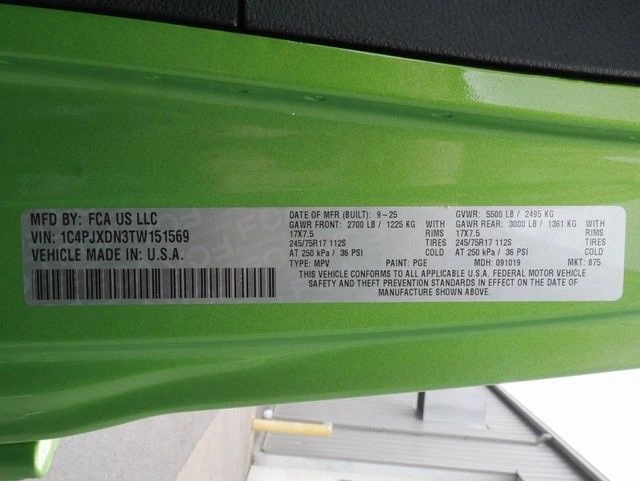 MFD BY: FCA US LLC
VIN: 1C4PJXDN3TW151569
VEHICLE MADE IN: U.S.A.
DATE OF MFR (BUILT): 9-25 GVWR: 5500 LB / 2495 KG
GAWR FRONT: 2700 LB / 1225 KG WITH GAWR REAR: 3000 LB / 1361 KG WITH
17X7.5 RIMS 17X7.5 RIMS
245/75R17 112S TIRES 245/75R17 112S TIRES
AT 250 kPa / 36 PSI COLD AT 250 kPa / 36 PSI COLD
TYPE: MPV PAINT: PGE MDH: 091019 MKT: 875
THIS VEHICLE CONFORMS TO ALL APPLICABLE U.S.A. FEDERAL MOTOR VEHICLE
SAFETY AND THEFT PREVENTION STANDARDS IN EFFECT ON THE DATE OF
MANUFACTURE SHOWN ABOVE.